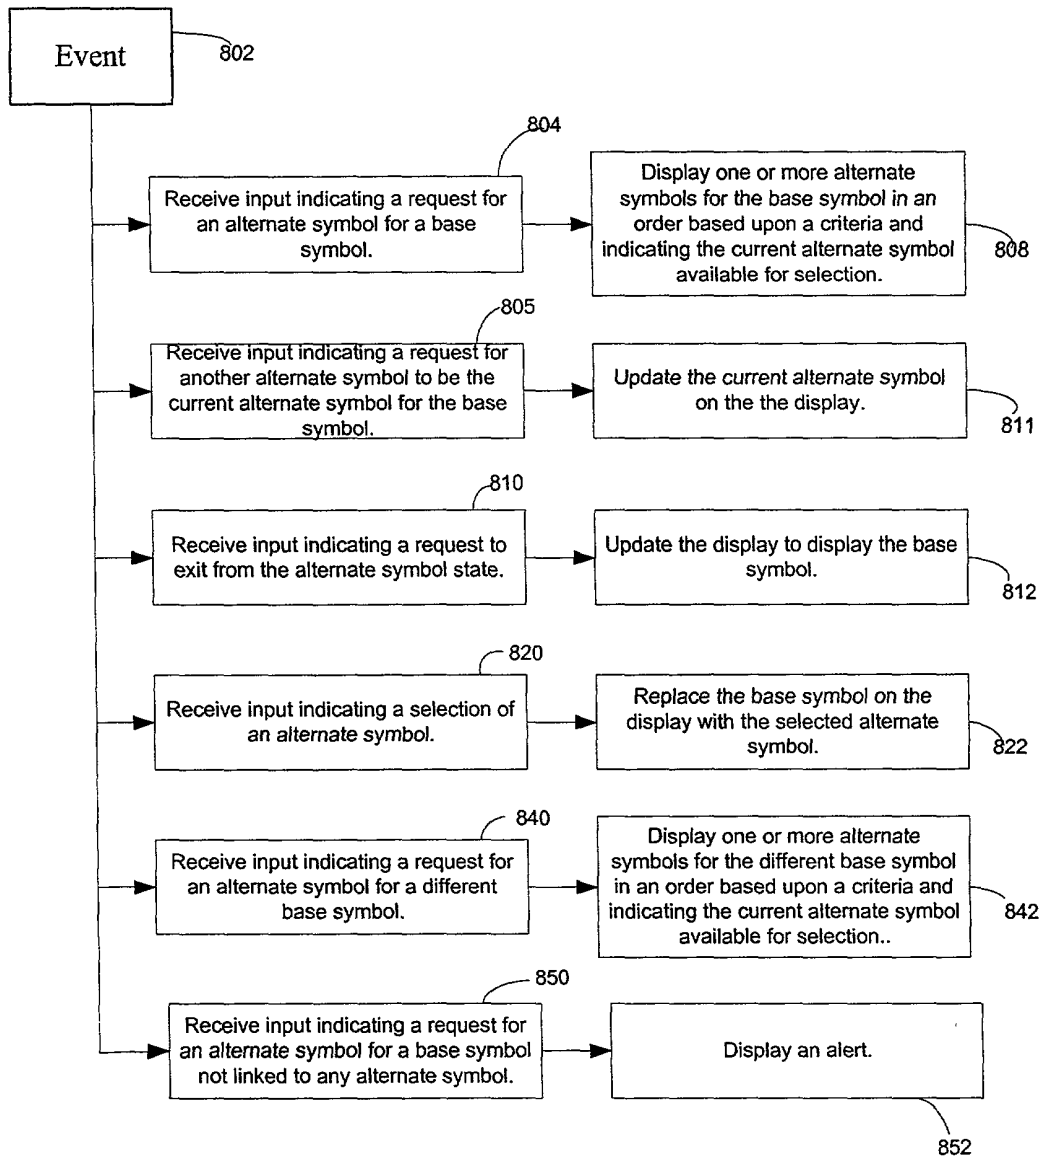 Event
802
804
Receive input indicating a request for
an alternate symbol for a base
symbol.
Display one or more alternate
symbols for the base symbol in an
order based upon a criteria and
indicating the current alternate symbol
available for selection.
808
805
Receive input indicating a request for
another alternate symbol to be the
current alternate symbol for the base
symbol.
Update the current alternate symbol
on the the display.
811
810
Receive input indicating a request to
exit from the alternate symbol state.
Update the display to display the base
symbol.
812
820
Receive input indicating a selection of
an alternate symbol.
Replace the base symbol on the
display with the selected alternate
symbol.
822
840
Receive input indicating a request for
an alternate symbol for a different
base symbol.
Display one or more alternate
symbols for the different base symbol
in an order based upon a criteria and
indicating the current alternate symbol
available for selection..
842
850
Receive input indicating a request for
an alternate symbol for a base symbol
not linked to any alternate symbol.
Display an alert.
852